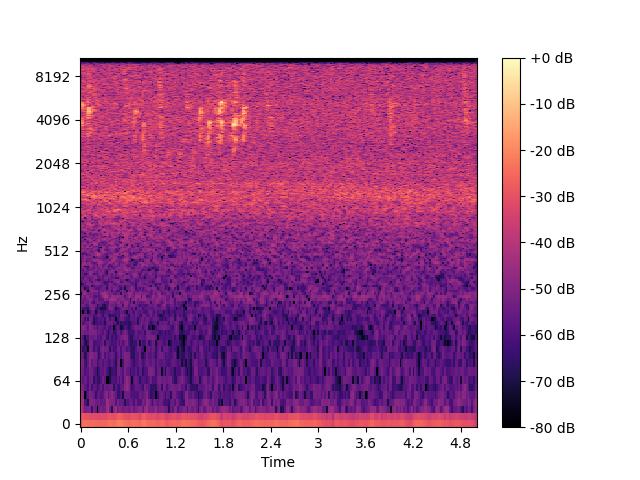 8192
4096
2048
1024
512
256
128
64
0
Hz
0 0.6 1.2 1.8 2.4 3 3.6 4.2 4.8
Time
+0 dB
-10 dB
-20 dB
-30 dB
-40 dB
-50 dB
-60 dB
-70 dB
-80 dB